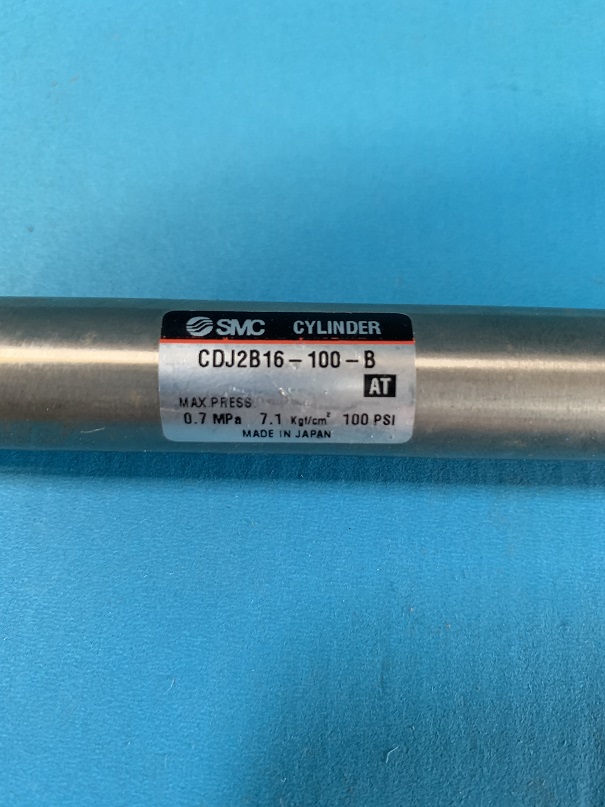 SMC CYLINDER
CDJ2B16-100-B
AT
MAX PRESS
0.7 MPa 7.1 Kgf/cm² 100 PSI
MADE IN JAPAN